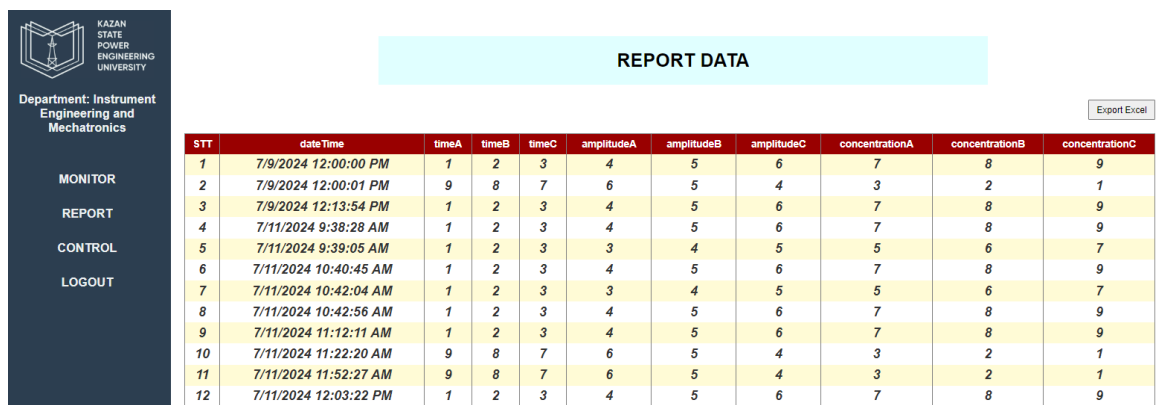 KAZAN
STATE
POWER
ENGINEERING
UNIVERSITY
Department: Instrument
Engineering and
Mechatronics
MONITOR
REPORT
CONTROL
LOGOUT
REPORT DATA
Export Excel
STT dateTime timeA timeB timeC amplitudeA amplitudeB amplitudeC concentrationA concentrationB concentrationC
1 7/9/2024 12:00:00 PM 1 2 3 4 5 6 7 8 9
2 7/9/2024 12:00:01 PM 9 8 7 6 5 4 3 2 1
3 7/9/2024 12:13:54 PM 1 2 3 4 5 6 7 8 9
4 7/11/2024 9:38:28 AM 1 2 3 4 5 6 7 8 9
5 7/11/2024 9:39:05 AM 1 2 3 3 4 5 5 6 7
6 7/11/2024 10:40:45 AM 1 2 3 4 5 6 7 8 9
7 7/11/2024 10:42:04 AM 1 2 3 3 4 5 5 6 7
8 7/11/2024 10:42:56 AM 1 2 3 4 5 6 7 8 9
9 7/11/2024 11:12:11 AM 1 2 3 4 5 6 7 8 9
10 7/11/2024 11:22:20 AM 9 8 7 6 5 4 3 2 1
11 7/11/2024 11:52:27 AM 9 8 7 6 5 4 3 2 1
12 7/11/2024 12:03:22 PM 1 2 3 4 5 6 7 8 9